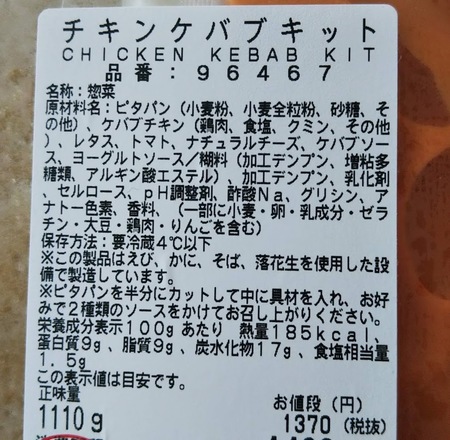 チキンケバブキット
CHICKEN KEBAB KIT
品番:96467
名称:惣菜
原材料名:ピタパン(小麦粉、小麦全粒粉、砂糖、そ
の他)、ケバブチキン(鶏肉、食塩、クミン、その他
)、レタス、トマト、ナチュラルチーズ、ケバブソー
ス、ヨーグルトソース/糊料(加工デンプン、増粘多
糖類、アルギン酸エステル)、加工デンプン、乳化剤
、セルロース、pH調整剤、酢酸Na、グリシン、ア
ナトー色素、香料、(一部に小麦・卵・乳成分・ゼラ
チン・大豆・鶏肉・りんごを含む)
保存方法:要冷蔵4℃以下
※この製品はえび、かに、そば、落花生を使用した設
備で製造しています。
※ピタパンを半分にカットして中に具材を入れ、お好
みで2種類のソースをかけてお召し上がりください。
栄養成分表示100gあたり 熱量185kcal、
蛋白質9g、脂質9g、炭水化物17g、食塩相当量
1.5g
この表示値は目安です。
正味量 お値段(円)
1110g 1370(税抜)